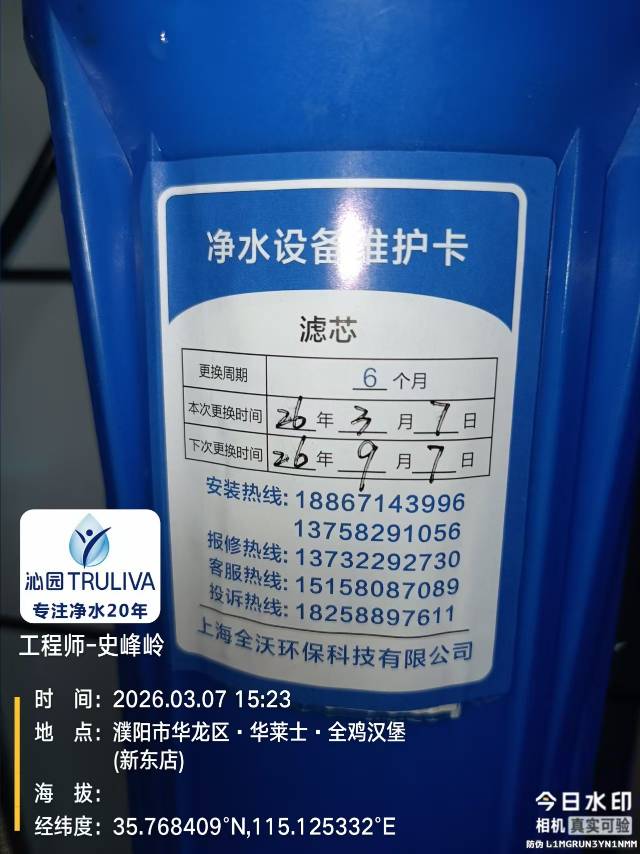 净水设备维护卡
滤芯
更换周期 6 个月
本次更换时间 26 年 3 月 7 日
下次更换时间 26 年 9 月 7 日
安装热线: 18867143996
13758291056
报修热线: 13732292730
客服热线: 15158087089
投诉热线: 18258897611
上海全沃环保科技有限公司
沁园TRULIVA
专注净水20年
工程师-史峰岭
时 间: 2026.03.07 15:23
地 点: 濮阳市华龙区·华莱士·全鸡汉堡
(新东店)
海 拔:
经纬度: 35.768409°N,115.125332°E
今日水印
相机 真实可验
防伪 L1MGRUN3YN1NMM